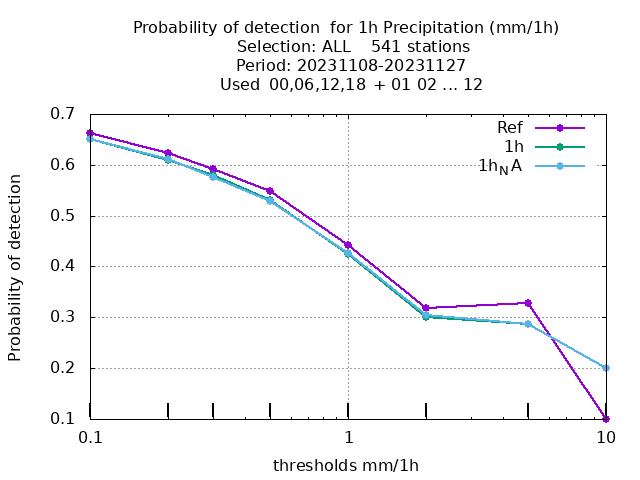 Probability of detection  for 1h Precipitation (mm/1h)
Selection: ALL    541 stations
Period: 20231108-20231127
Used  00,06,12,18  + 01 02 ... 12
Ref
1h
1h_N A
0.7
0.6
0.5
0.4
0.3
0.2
0.1
Probability of detection
0.1 1 10
thresholds mm/1h